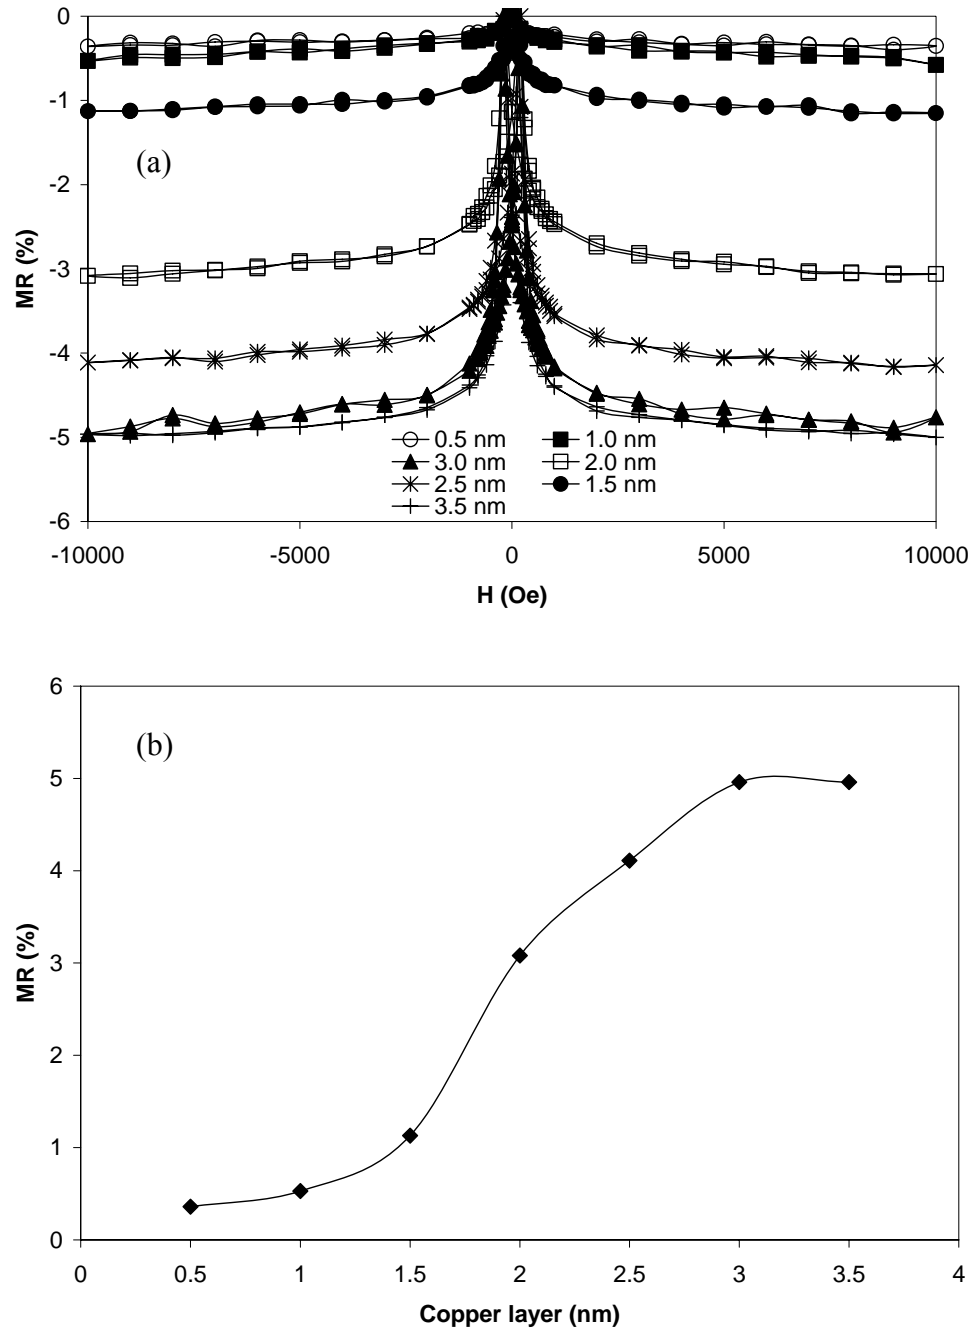 0
-1
(a)
-2
-3
-4
-5
-6
MR (%)
0.5 nm 1.0 nm
3.0 nm 2.0 nm
2.5 nm 1.5 nm
3.5 nm
-10000 -5000 0 5000 10000
H (Oe)
6
(b)
5
4
3
2
1
0
MR (%)
0 0.5 1 1.5 2 2.5 3 3.5 4
Copper layer (nm)